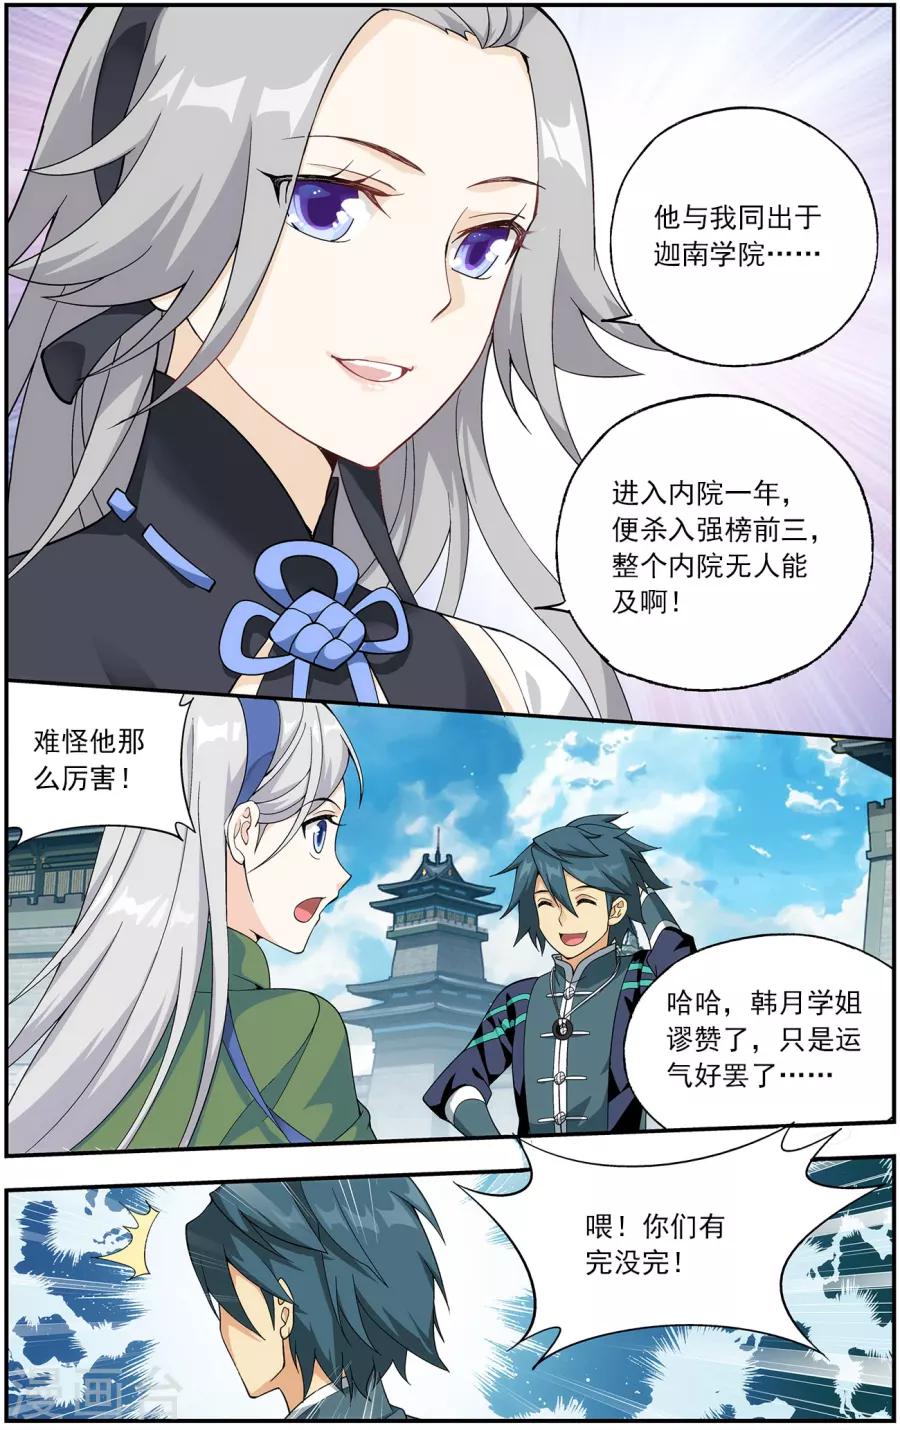 他与我同出于
迦南学院……
进入内院一年，
便杀入强榜前三，
整个内院无人能
及啊！
难怪他那
么厉害！
哈哈，韩月学姐
谬赞了，只是运
气好罢了……
喂！你们有
完没完！
漫画台